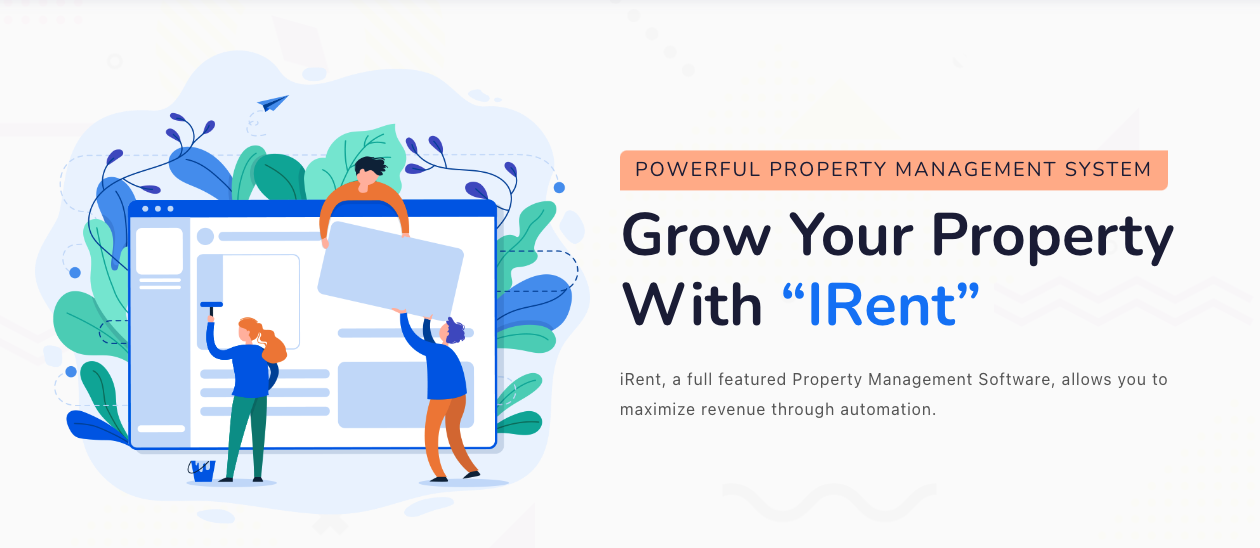 POWERFUL PROPERTY MANAGEMENT SYSTEM
Grow Your Property
With “IRent”
iRent, a full featured Property Management Software, allows you to
maximize revenue through automation.